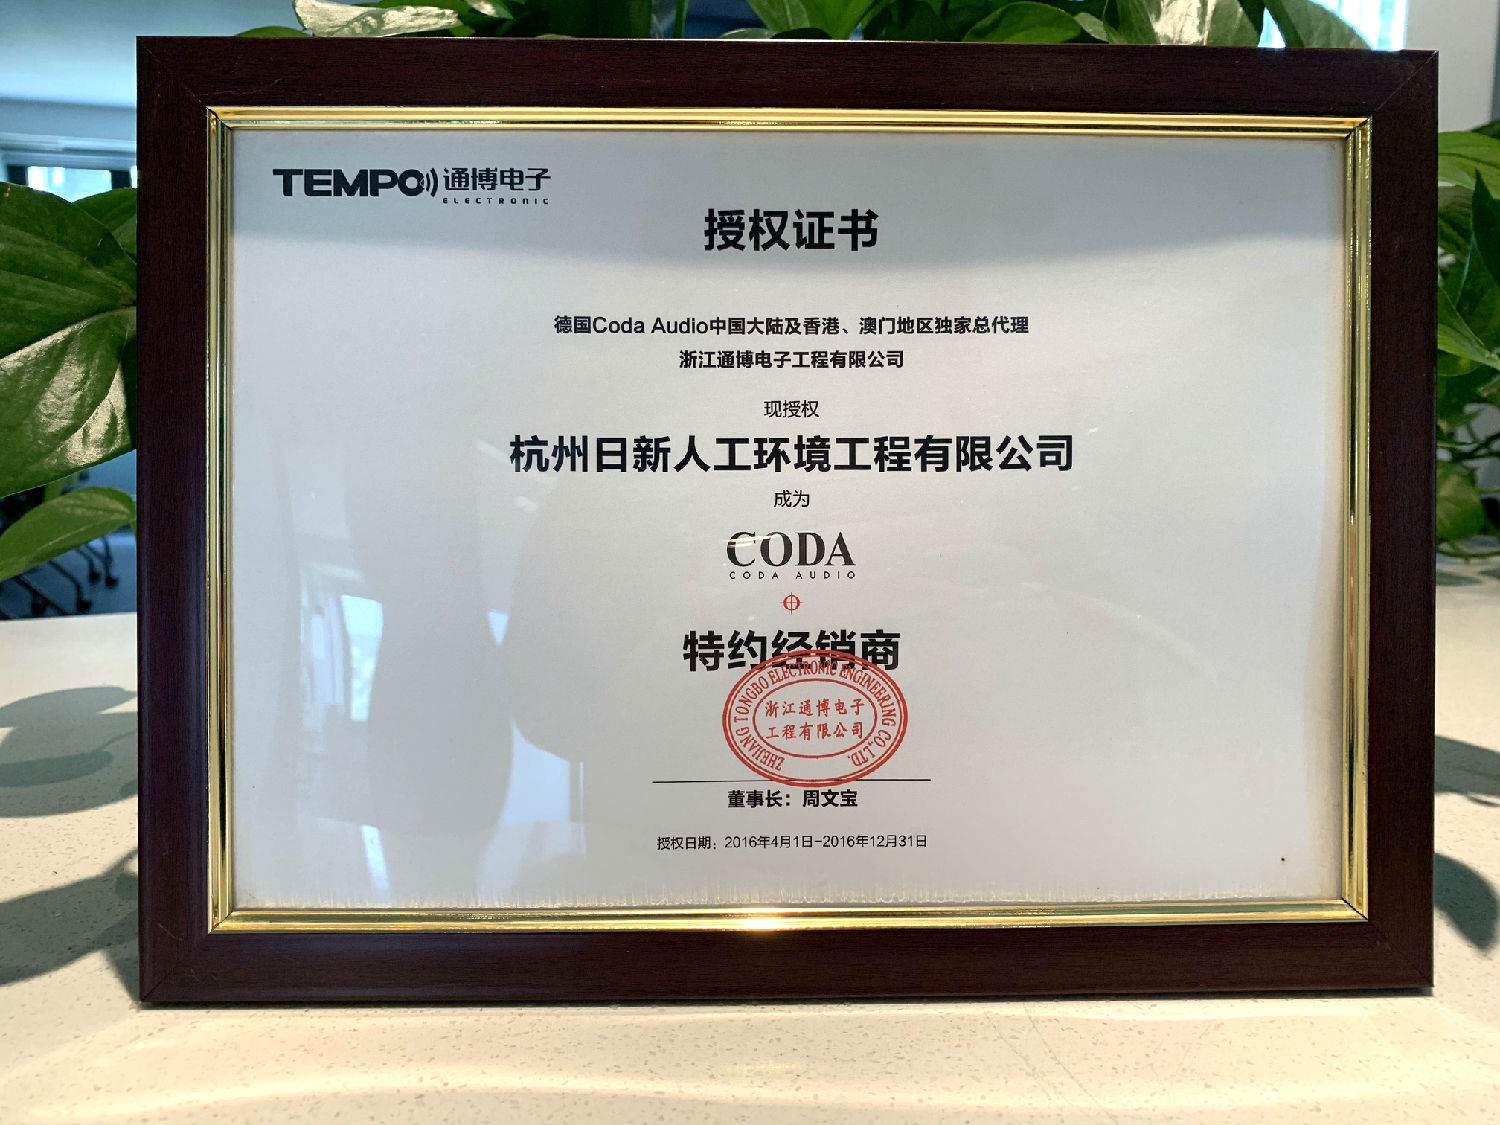 TEMPO 通博电子
ELECTRONIC
授权证书
德国Coda Audio中国大陆及香港、澳门地区独家总代理
浙江通博电子工程有限公司
现授权
杭州日新人工环境工程有限公司
成为
CODA
CODA AUDIO
特约经销商
ZHEJIANG TONGBO ELECTRONIC ENGINEERING CO.,LTD.
浙江通博电子
工程有限公司
董事长：周文宝
授权日期：2016年4月1日-2016年12月31日